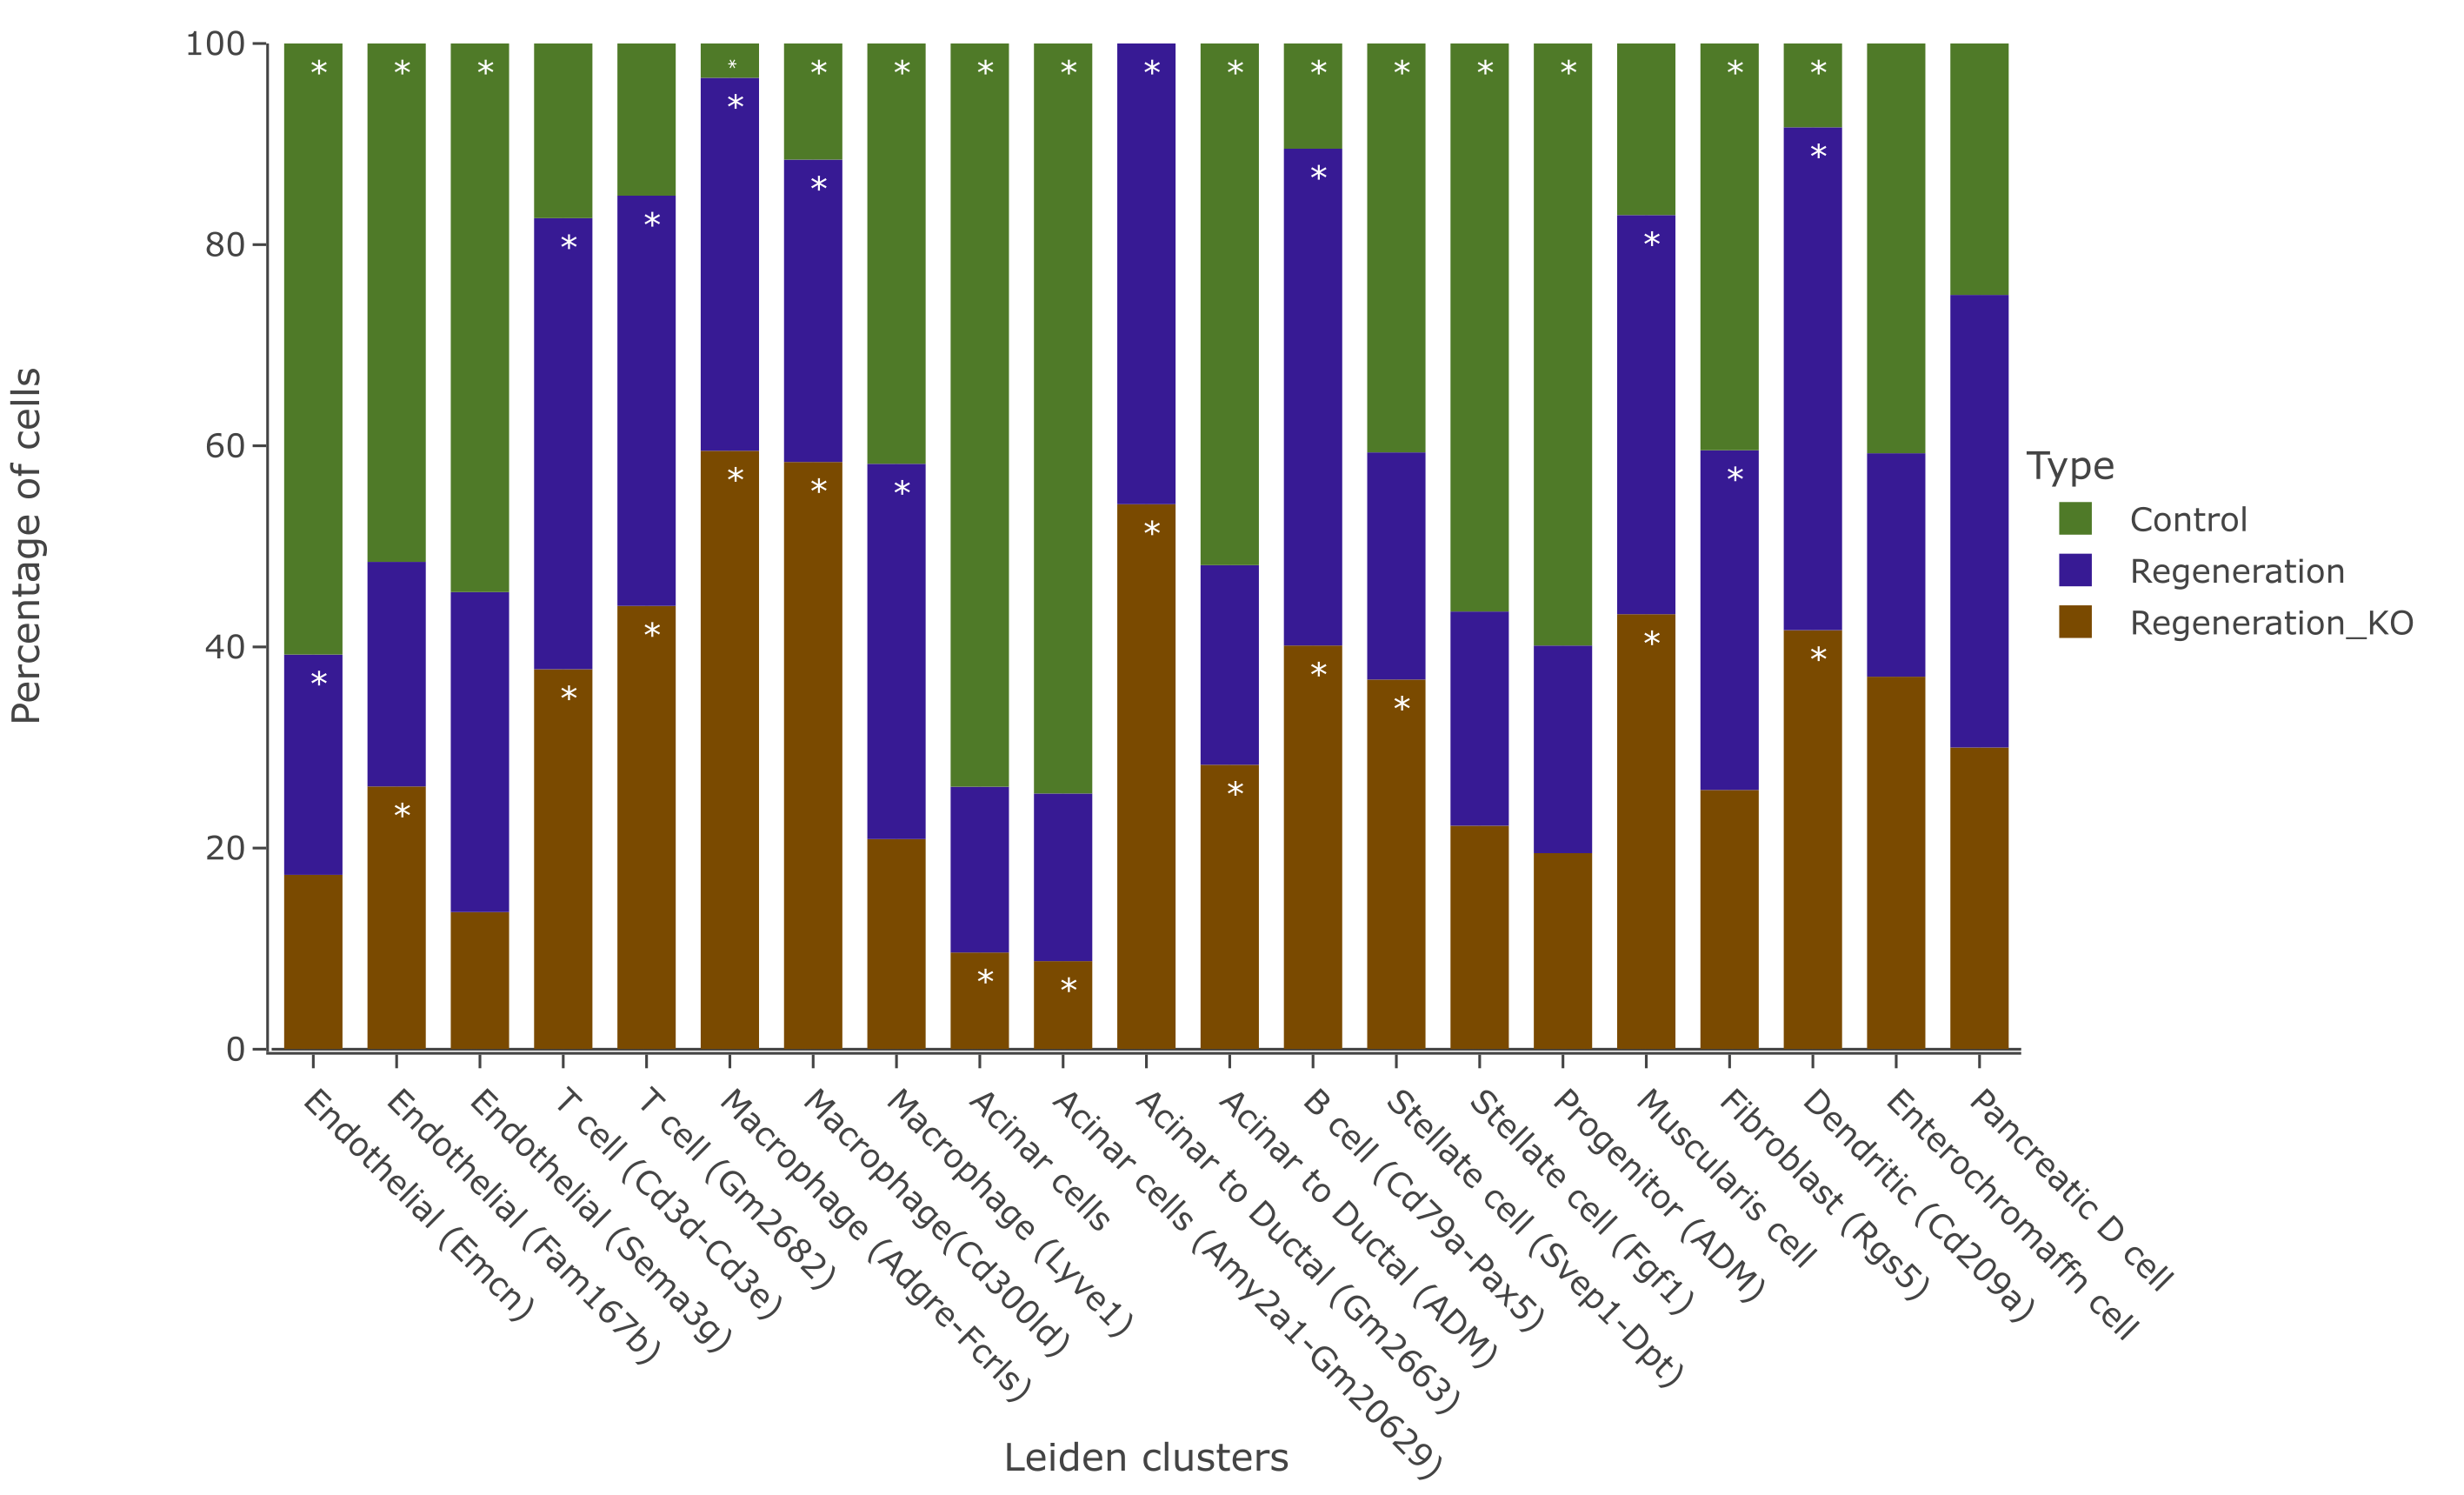 Percentage of cells
100
80
60
40
20
0
* * * * * * * * * * * * * * * *
* * * * * * * * *
* * * * * * * * * * * *
Endothelial (Emcn)
Endothelial (Fam167b)
Endothelial (Sema3g)
T cell (Cd3d-Cd3e)
T cell (Gm2682)
Macrophage (Adgre-Fcrls)
Macrophage(Cd300ld)
Macrophage (Lyve1)
Acinar cells
Acinar cells (Amy2a1-Gm20629)
Acinar to Ductal (Gm2663)
Acinar to Ductal (ADM)
B cell (Cd79a-Pax5)
Stellate cell (Svep1-Dpt)
Stellate cell (Fgf1)
Progenitor (ADM)
Muscularis cell
Fibroblast (Rgs5)
Dendritic (Cd209a)
Enterochromaffn cell
Pancreatic D cell
Leiden clusters
Type
Control
Regeneration
Regeneration_KO